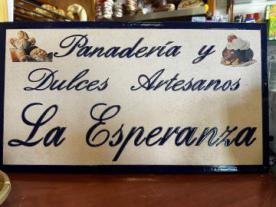 Panadería y
Dulces Artesanos
La Esperanza